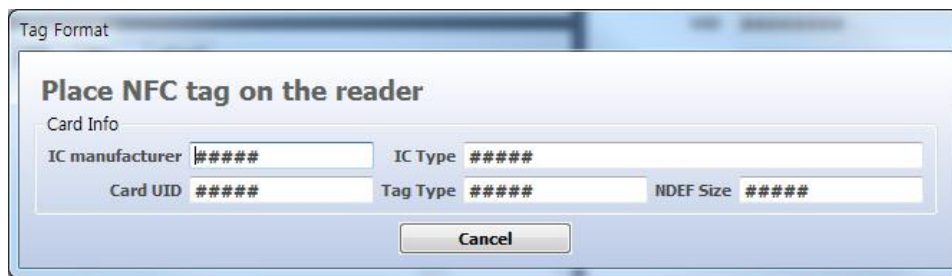 Tag Format
Place NFC tag on the reader
Card Info
IC manufacturer ##### IC Type #####
Card UID ##### Tag Type ##### NDEF Size #####
Cancel